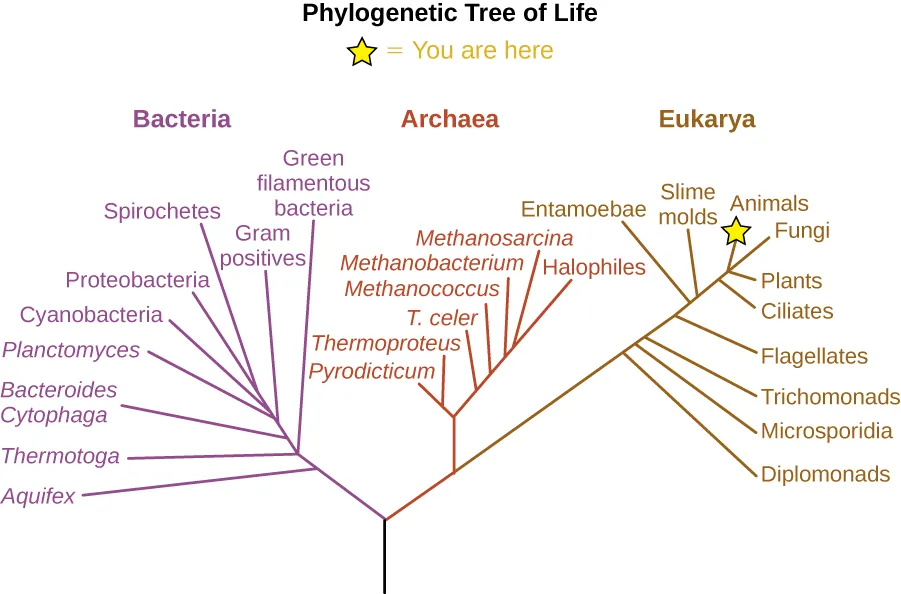 Phylogenetic Tree of Life
= You are here
Bacteria
Archaea
Eukarya
Green
filamentous
bacteria
Spirochetes
Gram
positives
Proteobacteria
Cyanobacteria
Planctomyces
Bacteroides
Cytophaga
Thermotoga
Aquifex
Methanosarcina
Methanobacterium
Halophiles
Methanococcus
T. celer
Thermoproteus
Pyrodicticum
Entamoebae
Slime
molds
Animals
Fungi
Plants
Ciliates
Flagellates
Trichomonads
Microsporidia
Diplomonads